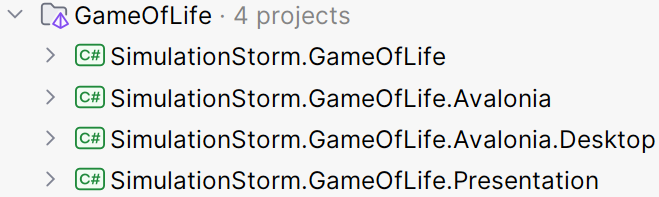 GameOfLife · 4 projects
C# SimulationStorm.GameOfLife
C# SimulationStorm.GameOfLife.Avalonia
C# SimulationStorm.GameOfLife.Avalonia.Desktop
C# SimulationStorm.GameOfLife.Presentation